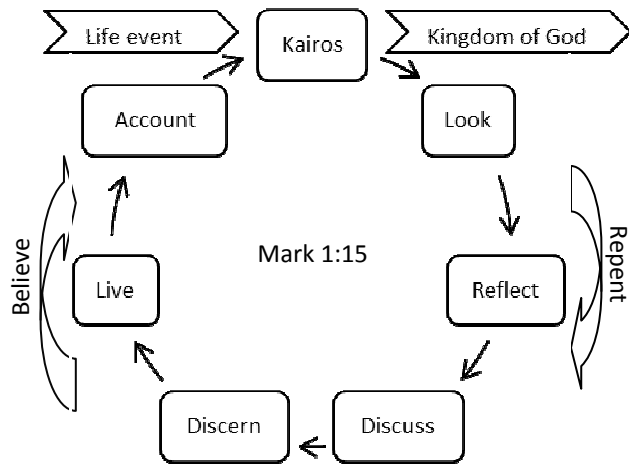 Life event
Kairos
Kingdom of God
Account
Look
Mark 1:15
Believe
Repent
Live
Reflect
Discern
Discuss